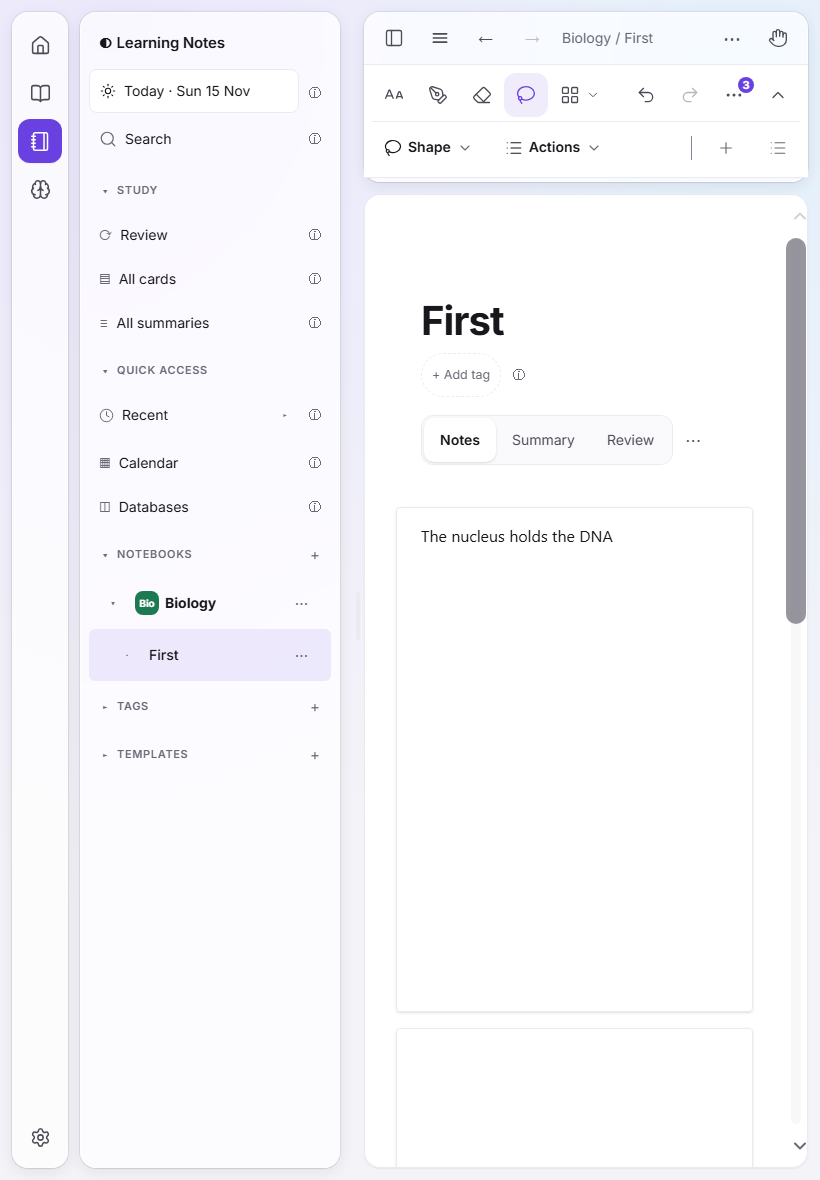 Learning Notes
Today · Sun 15 Nov
Search
STUDY
Review
All cards
All summaries
QUICK ACCESS
Recent
Calendar
Databases
NOTEBOOKS
Bio Biology
First
TAGS
TEMPLATES
Biology / First
AA
3
Shape
Actions
First
+ Add tag
Notes Summary Review
The nucleus holds the DNA